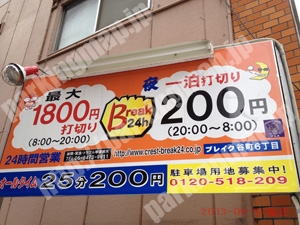 最大
1800円
打切り
(8:00～20:00)
Break
24h
夜 一泊打切り
200円
(20:00～8:00)
24時間営業
http://www.crest-break24.co.jp
ブレイク谷町6丁目
オールタイム 25分200円
駐車場用地募集中!
0120-518-209